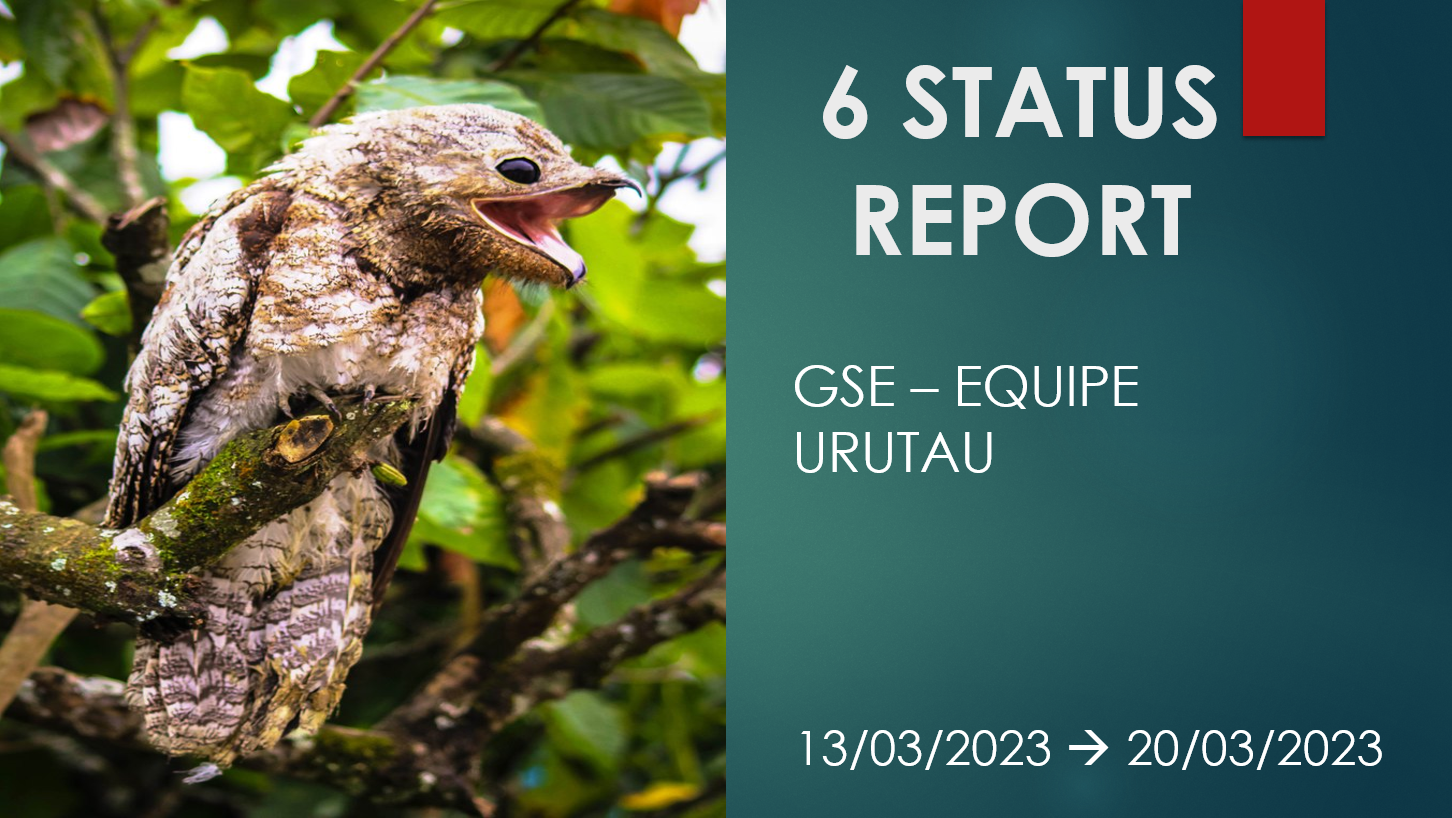 6 STATUS
REPORT
GSE – EQUIPE
URUTAU
13/03/2023 → 20/03/2023